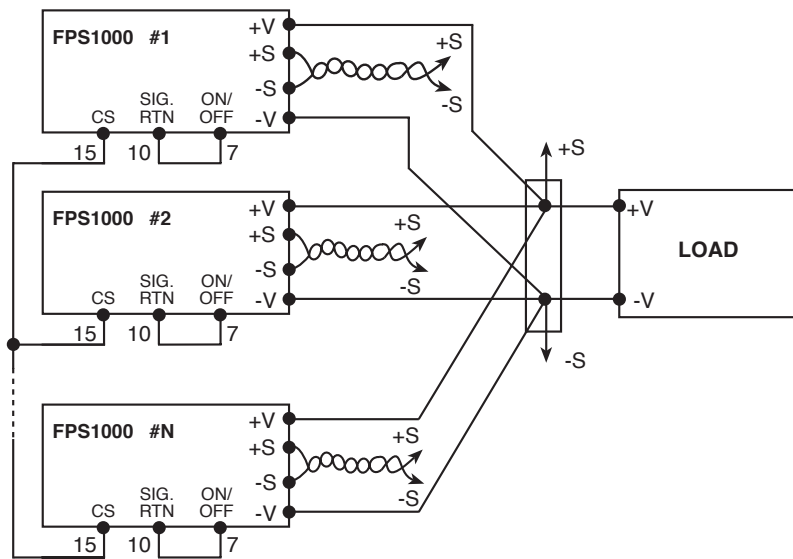 FPS1000 #1
+V
+S
-S
-V
CS
SIG.
RTN
ON/
OFF
15
10
7
+S
-S
FPS1000 #2
+V
+S
-S
-V
CS
SIG.
RTN
ON/
OFF
15
10
7
+S
-S
FPS1000 #N
+V
+S
-S
-V
CS
SIG.
RTN
ON/
OFF
15
10
7
+S
-S
+S
-S
+V
LOAD
-V